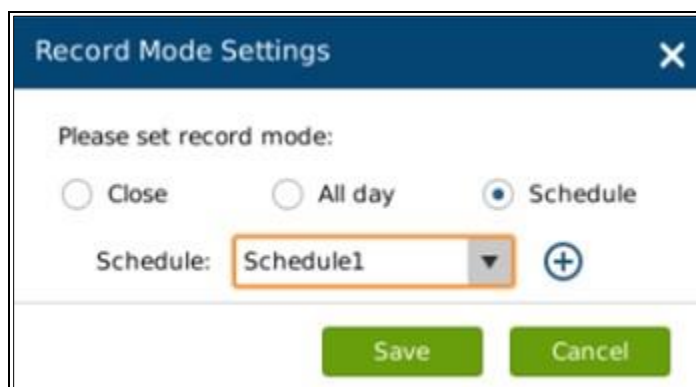 Record Mode Settings
Please set record mode:
Close All day Schedule
Schedule: Schedule1
Save Cancel